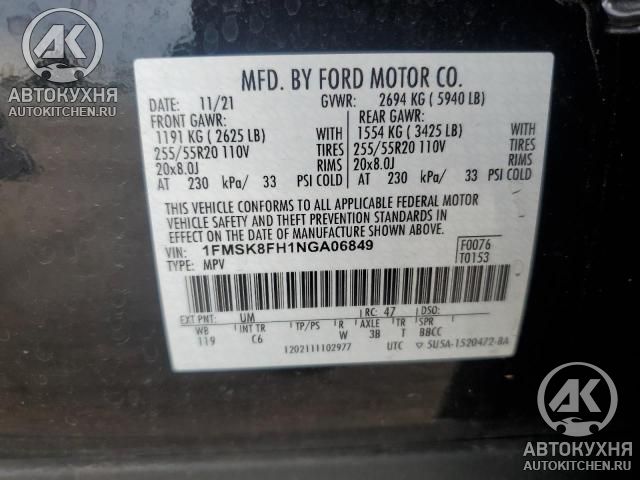 AK
АВТОКУХНЯ
AUTOKITCHEN.RU
MFD. BY FORD MOTOR CO.
DATE: 11/21 GVWR: 2694 KG ( 5940 LB)
FRONT GAWR: REAR GAWR:
1191 KG ( 2625 LB) WITH 1554 KG ( 3425 LB) WITH
255/55R20 110V TIRES 255/55R20 110V TIRES
20x8.0J RIMS 20x8.0J RIMS
AT 230 kPa/ 33 PSI COLD AT 230 kPa/ 33 PSI COLD
THIS VEHICLE CONFORMS TO ALL APPLICABLE FEDERAL MOTOR
VEHICLE SAFETY AND THEFT PREVENTION STANDARDS IN
EFFECT ON THE DATE OF MANUFACTURE SHOWN ABOVE.
VIN: 1FMSK8FH1NGA06849 F0076
TYPE: MPV T0153
EXT PNT: UM RC: 47 DSO:
WB INT TR TP/PS R AXLE TR SPR
119 C6 W 3B T BBCC
1202111102977 UTC 5U5A-1520472-BA
AK
АВТОКУХНЯ
AUTOKITCHEN.RU